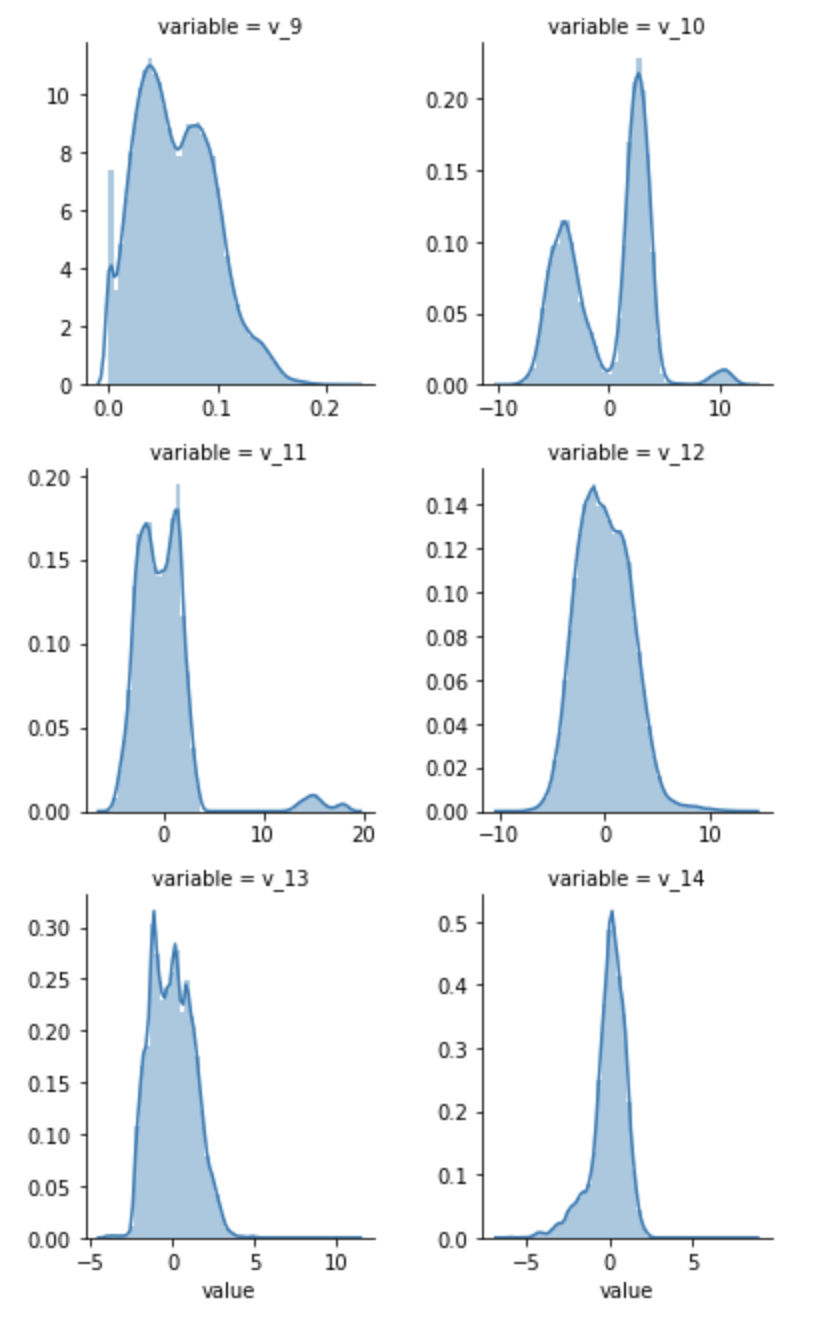 variable = v_9
variable = v_10
10
8
6
4
2
0
0.0 0.1 0.2
0.20
0.15
0.10
0.05
0.00
−10 0 10
variable = v_11
variable = v_12
0.20
0.15
0.10
0.05
0.00
0 10 20
0.14
0.12
0.10
0.08
0.06
0.04
0.02
0.00
−10 0 10
variable = v_13
variable = v_14
0.30
0.25
0.20
0.15
0.10
0.05
0.00
−5 0 5 10
value
0.5
0.4
0.3
0.2
0.1
0.0
−5 0 5
value